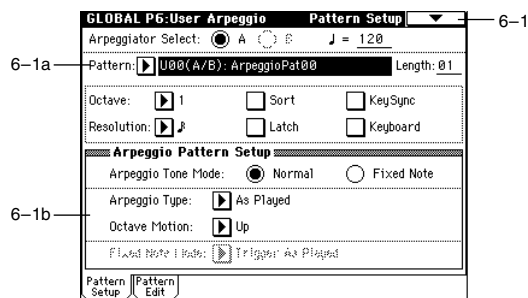 GLOBAL P6:User Arpeggio Pattern Setup
6-1
Arpeggiator Select: A B ♩ = 120
6-1a
Pattern: U00(A/B): ArpeggioPat00 Length: 01
Octave: 1 Sort KeySync
Resolution: ♪ Latch Keyboard
Arpeggio Pattern Setup
Arpeggio Tone Mode: Normal Fixed Note
6-1b
Arpeggio Type: As Played
Octave Motion: Up
Fixed Note Mode: Trigger As Played
Pattern Setup
Pattern Edit